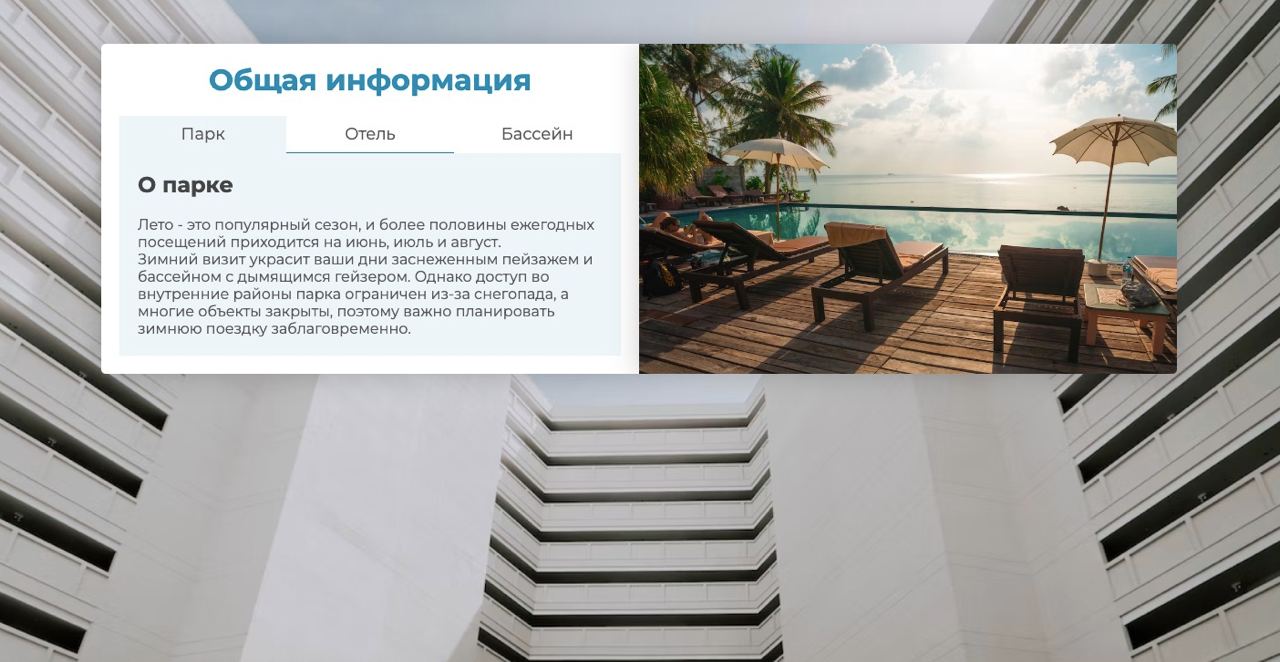 Общая информация
Парк
Отель
Бассейн
О парке
Лето - это популярный сезон, и более половины ежегодных
посещений приходится на июнь, июль и август.
Зимний визит украсит ваши дни заснеженным пейзажем и
бассейном с дымящимся гейзером. Однако доступ во
внутренние районы парка ограничен из-за снегопада, а
многие объекты закрыты, поэтому важно планировать
зимнюю поездку заблаговременно.